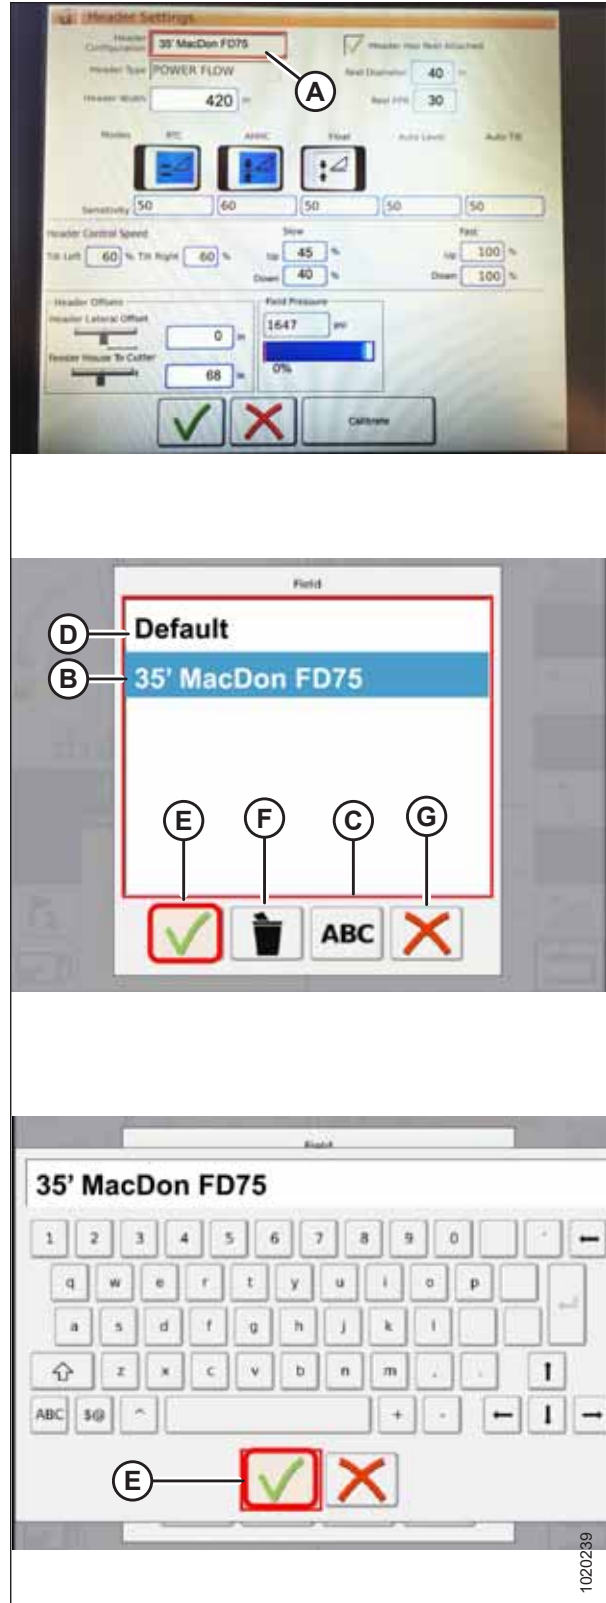 Header Settings
Header
Configuration
35' MacDon FD75
Header Has Reel Attached
Header Type
POWER FLOW
Reel Diameter
40
in
A
Header Width
420
in
Reel PPR
30
Modes
RTC
AHHC
Float
Auto Level
Auto Tilt
Sensitivity
50
60
50
50
50
Header Control Speed
Slow
Fast
Tilt Left
60
%
Tilt Right
60
%
Up
45
%
Up
100
%
Down
40
%
Down
100
%
Header Offsets
Field Pressure
Header Lateral Offset
0
in
1647
psi
Feeder House To Cutter
68
in
0%
Calibrate
Field
D
Default
B
35' MacDon FD75
E
F
C
G
ABC
Field
35' MacDon FD75
1 2 3 4 5 6 7 8 9 0 '
q w e r t y u i o p
a s d f g h j k l
z x c v b n m , .
ABC $@ ^ + -
E
1020239